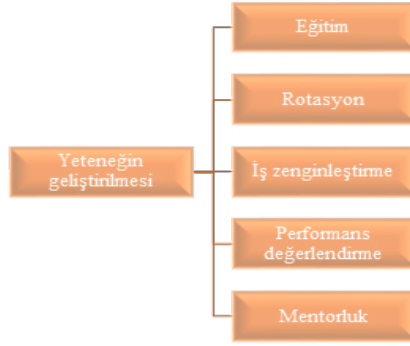 Eğitim
Rotasyon
Yeteneğin
geliştirilmesi
İş zenginleştirme
Performans
değerlendirme
Mentorluk